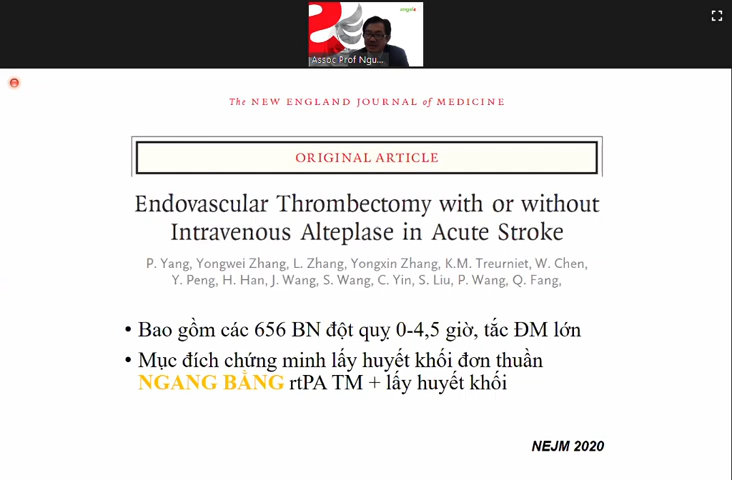 angels
Assoc Prof Ngu...
The NEW ENGLAND JOURNAL of MEDICINE
ORIGINAL ARTICLE
Endovascular Thrombectomy with or without
Intravenous Alteplase in Acute Stroke
P. Yang, Yongwei Zhang, L. Zhang, Yongxin Zhang, K.M. Treurniet, W. Chen,
Y. Peng, H. Han, J. Wang, S. Wang, C. Yin, S. Liu, P. Wang, Q. Fang,
• Bao gồm các 656 BN đột quỵ 0-4,5 giờ, tắc ĐM lớn
• Mục đích chứng minh lấy huyết khối đơn thuần
NGANG BẰNG rtPA TM + lấy huyết khối
NEJM 2020